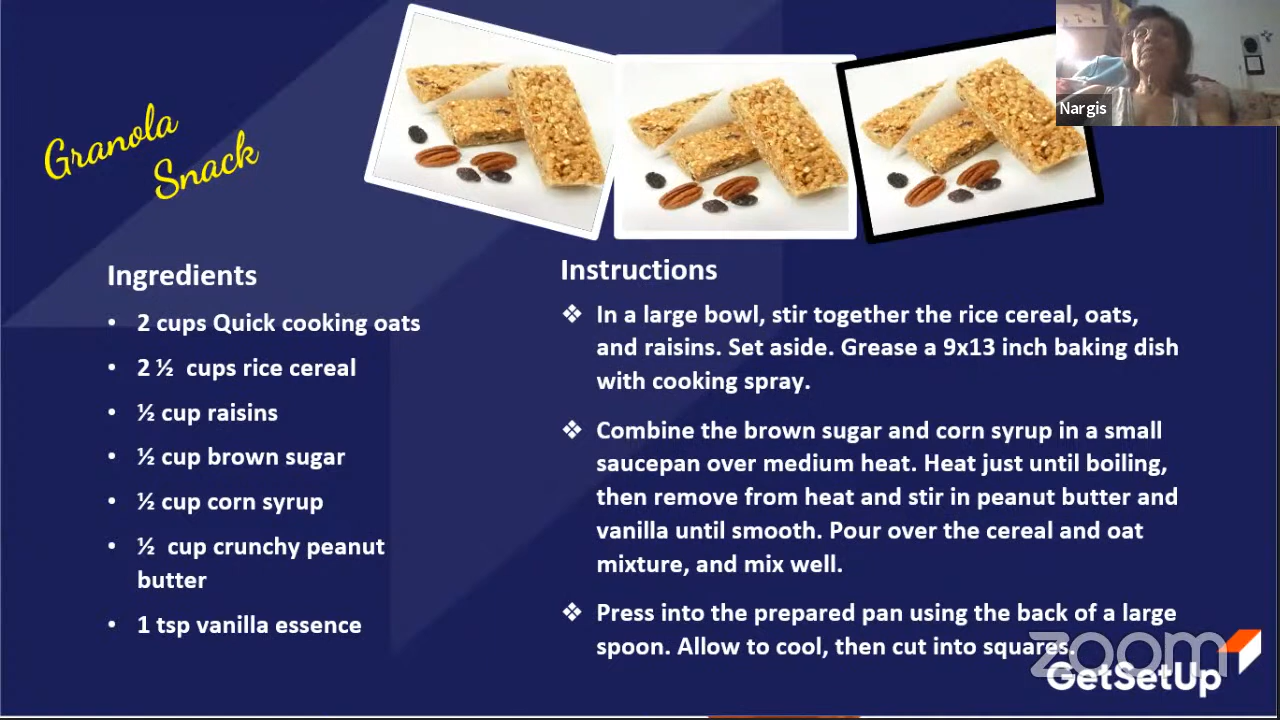 Granola
Snack
Nargis
Ingredients
• 2 cups Quick cooking oats
• 2 ½ cups rice cereal
• ½ cup raisins
• ½ cup brown sugar
• ½ cup corn syrup
• ½ cup crunchy peanut
butter
• 1 tsp vanilla essence
Instructions
❖ In a large bowl, stir together the rice cereal, oats,
and raisins. Set aside. Grease a 9x13 inch baking dish
with cooking spray.
❖ Combine the brown sugar and corn syrup in a small
saucepan over medium heat. Heat just until boiling,
then remove from heat and stir in peanut butter and
vanilla until smooth. Pour over the cereal and oat
mixture, and mix well.
❖ Press into the prepared pan using the back of a large
spoon. Allow to cool, then cut into squares.
zoom
GetSetUp